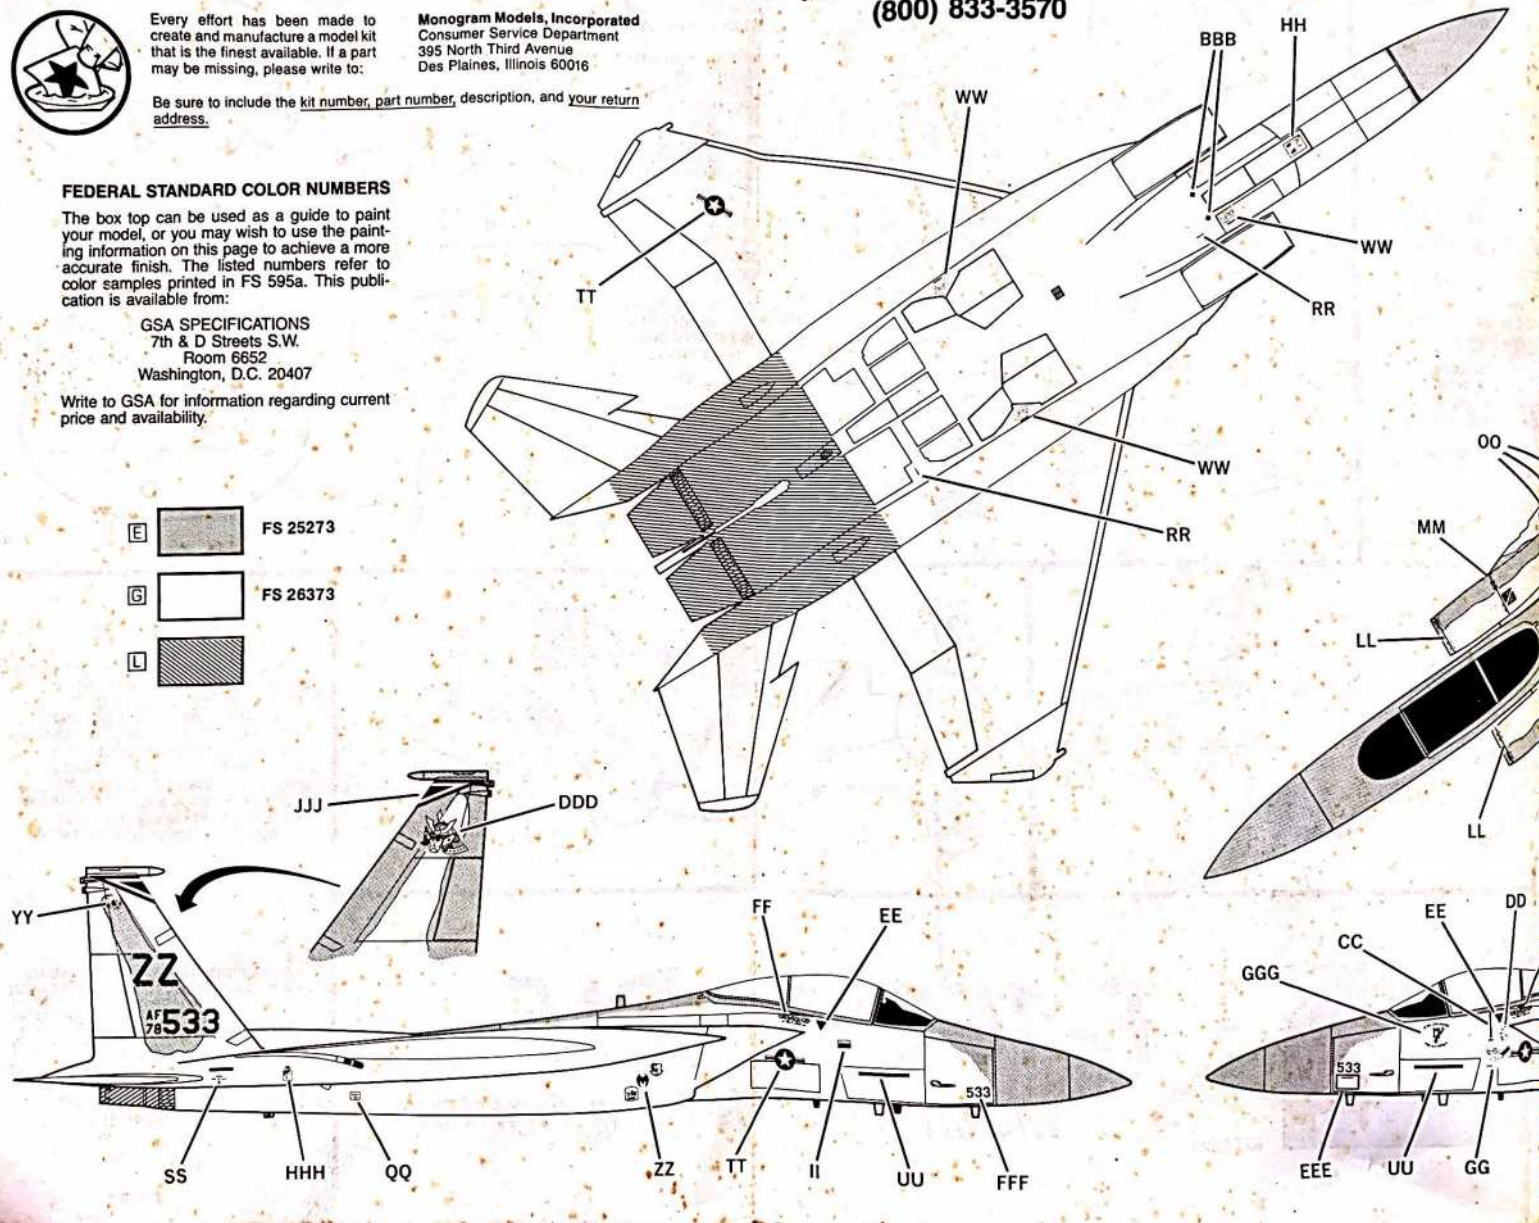 (800) 833-3570
Every effort has been made to
create and manufacture a model kit
that is the finest available. If a part
may be missing, please write to:
Monogram Models, Incorporated
Consumer Service Department
395 North Third Avenue
Des Plaines, Illinois 60016
Be sure to include the kit number, part number, description, and your return
address.
FEDERAL STANDARD COLOR NUMBERS
The box top can be used as a guide to paint
your model, or you may wish to use the paint-
ing information on this page to achieve a more
accurate finish. The listed numbers refer to
color samples printed in FS 595a. This publi-
cation is available from:
GSA SPECIFICATIONS
7th & D Streets S.W.
Room 6652
Washington, D.C. 20407
Write to GSA for information regarding current
price and availability.
E FS 25273
G FS 26373
L
HH
BBB
WW
WW
TT
RR
WW
RR
OO
MM
LL
LL
JJJ
DDD
YY
ZZ
AF
78
533
FF
EE
533
SS
HHH
QQ
ZZ
TT
II
UU
FFF
DD
EE
CC
GGG
533
EEE
UU
GG